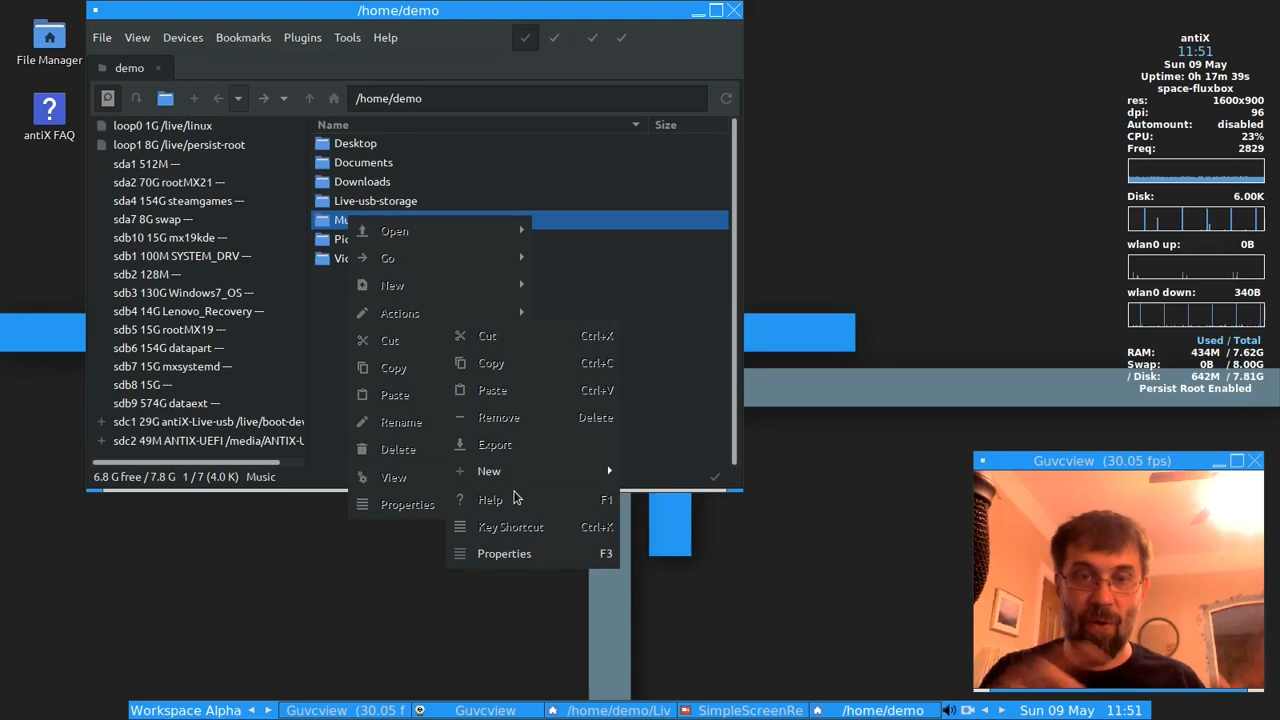 /home/demo
File Manager
antiX FAQ
File View Devices Bookmarks Plugins Tools Help
demo
/home/demo
loop0 1G /live/linux
loop1 8G /live/persist-root
sda1 512M ---
sda2 70G rootMX21 ---
sda4 154G steamgames ---
sda7 8G swap ---
sdb10 15G mx19kde ---
sdb1 100M SYSTEM_DRV ---
sdb2 128M ---
sdb3 130G Windows7_OS ---
sdb4 14G Lenovo_Recovery ---
sdb5 15G rootMX19 ---
sdb6 154G datapart ---
sdb7 16G mxsystemd ---
sdb8 15G ---
sdb9 574G dataext ---
sdc1 29G antiX-Live-usb /live/boot-dev
sdc2 49M ANTIX-UEFI /media/ANTIX-U
Name Size
Desktop
Documents
Downloads
Live-usb-storage
Mu
Pic
Vid
6.8 G free / 7.8 G 1 / 7 (4.0 K) Music
Open
Go
New
Actions
Cut
Copy
Paste
Rename
Delete
View
Properties
Cut Ctrl+X
Copy Ctrl+C
Paste Ctrl+V
Remove Delete
Export
New
Help F1
Key Shortcut Ctrl+K
Properties F3
antiX
11:51
Sun 09 May
Uptime: 0h 17m 39s
space-fluxbox
res: 1600x900
dpi: 96
Automount: disabled
CPU: 23%
Freq: 2829
Disk: 6.00K
wlan0 up: 0B
wlan0 down: 340B
Used / Total
RAM: 434M / 7.62G
Swap: 0B / 8.00G
/ Disk: 642M / 7.81G
Persist Root Enabled
Guvcview (30.05 fps)
Workspace Alpha Guvcview (30.05 f Guvcview /home/demo/Liv SimpleScreenRe /home/demo Sun 09 May 11:51